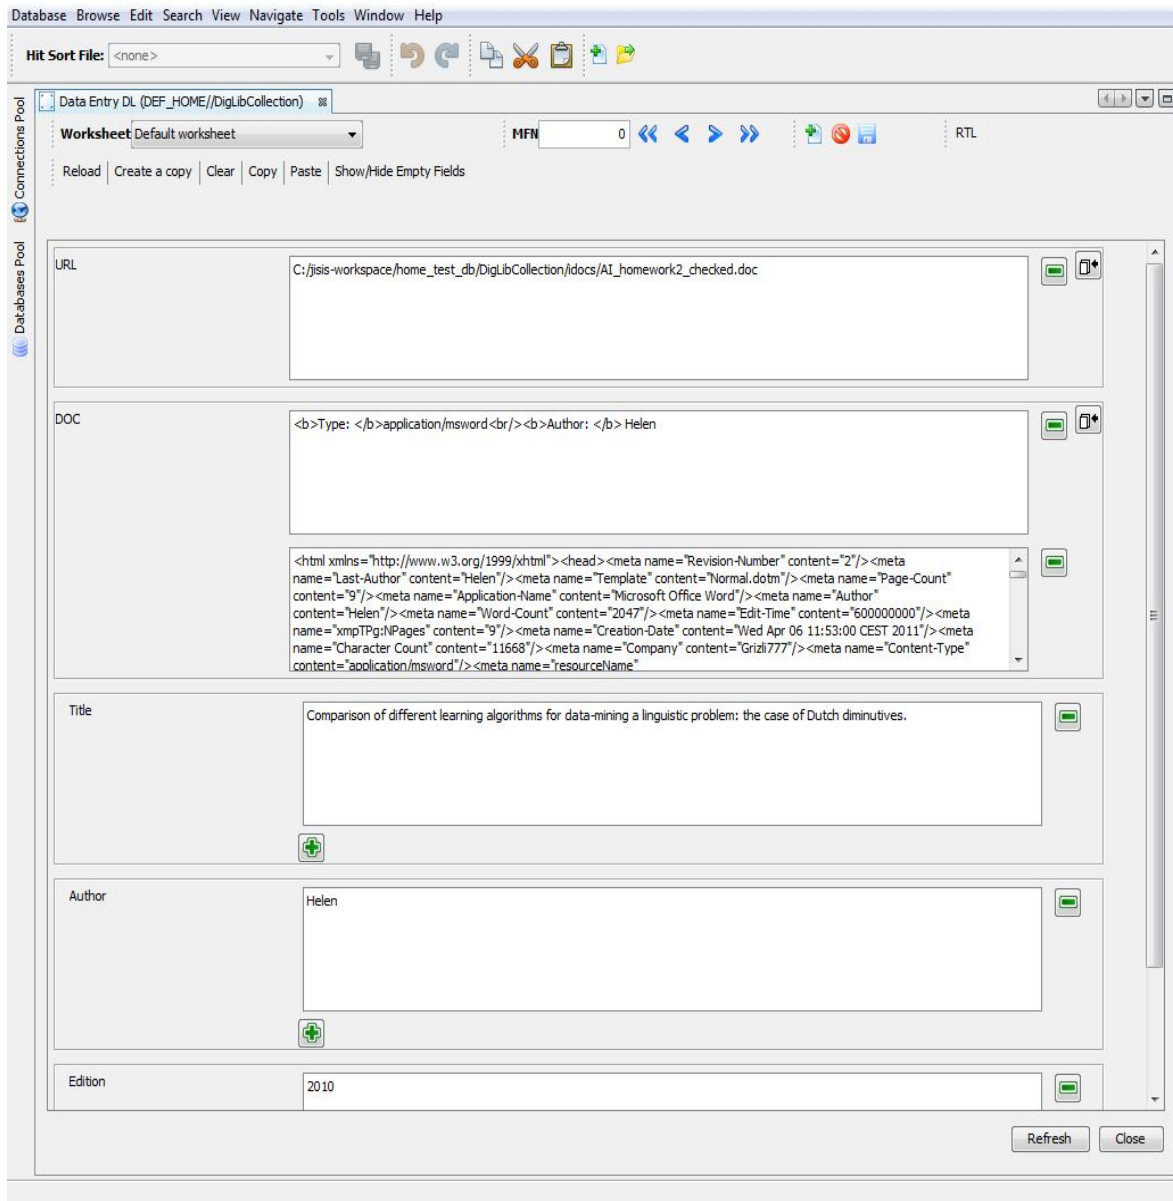 Database Browse Edit Search View Navigate Tools Window Help
Hit Sort File: <none>
Connections Pool
Databases Pool
Data Entry DL (DEF_HOME//DigLibCollection)
Worksheet Default worksheet MFN 0 RTL
Reload Create a copy Clear Copy Paste Show/Hide Empty Fields
URL
C:/jisis-workspace/home_test_db/DigLibCollection/idocs/AI_homework2_checked.doc
DOC
<b>Type: </b>application/msword<br/><b>Author: </b> Helen
<html xmlns="http://www.w3.org/1999/xhtml"><head><meta name="Revision-Number" content="2"/><meta
name="Last-Author" content="Helen"/><meta name="Template" content="Normal.dotm"/><meta name="Page-Count"
content="9"/><meta name="Application-Name" content="Microsoft Office Word"/><meta name="Author"
content="Helen"/><meta name="Word-Count" content="2047"/><meta name="Edit-Time" content="600000000"/><meta
name="xmpTPg:NPages" content="9"/><meta name="Creation-Date" content="Wed Apr 06 11:53:00 CEST 2011"/><meta
name="Character Count" content="11668"/><meta name="Company" content="Grizli777"/><meta name="Content-Type"
content="application/msword"/><meta name="resourceName"
Title
Comparison of different learning algorithms for data-mining a linguistic problem: the case of Dutch diminutives.
Author
Helen
Edition
2010
Refresh Close